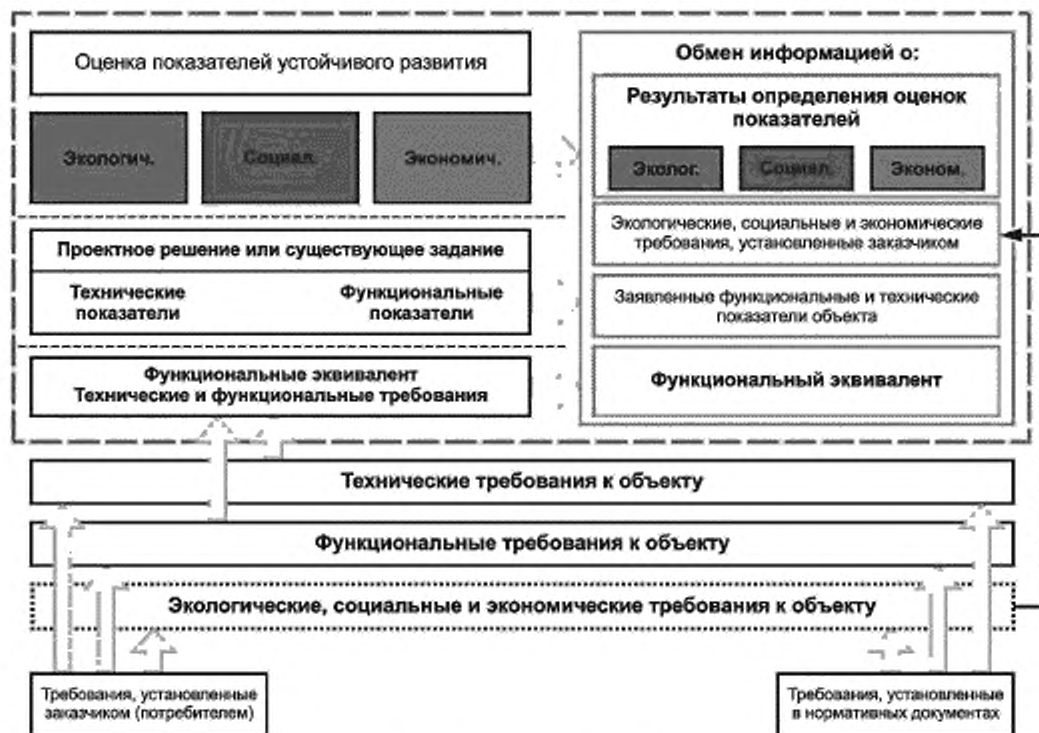 Оценка показателей устойчивого развития
Экологич.
Социал.
Экономич.
Проектное решение или существующее задание
Технические
показатели
Функциональные
показатели
Функциональные эквивалент
Технические и функциональные требования
Обмен информацией о:
Результаты определения оценок
показателей
Эколог.
Социал.
Эконом.
Экологические, социальные и экономические
требования, установленные заказчиком
Заявленные функциональные и технические
показатели объекта
Функциональный эквивалент
Технические требования к объекту
Функциональные требования к объекту
Экологические, социальные и экономические требования к объекту
Требования, установленные
заказчиком (потребителем)
Требования, установленные
в нормативных документах